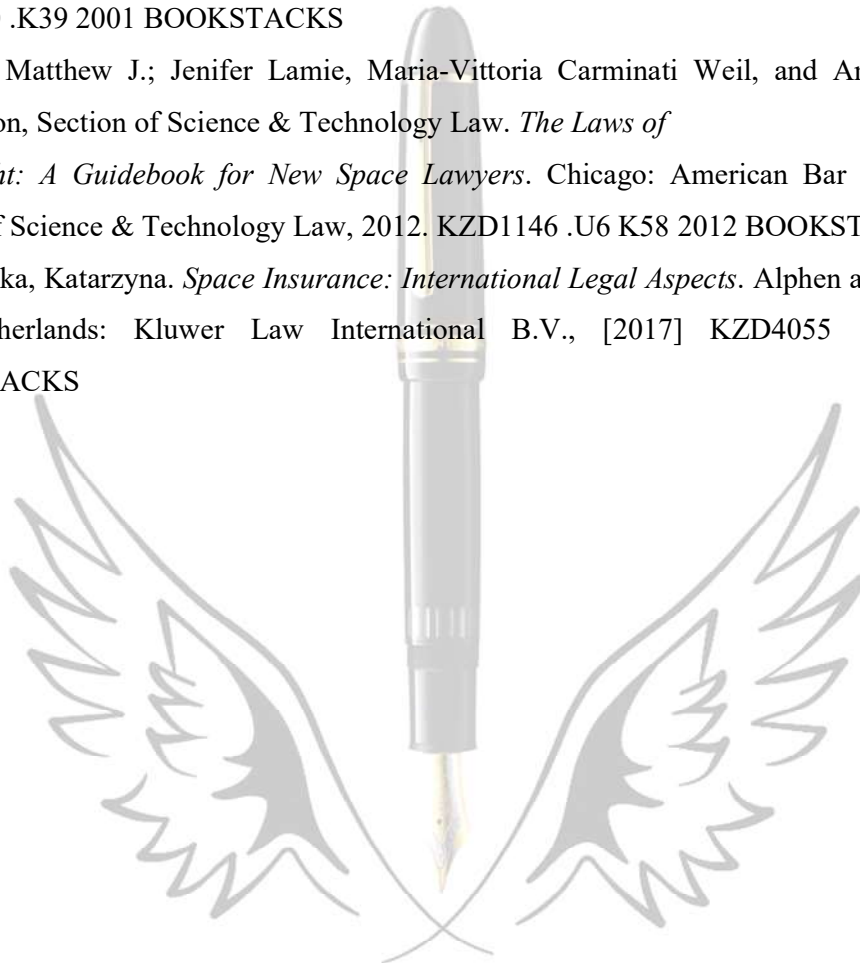 .K39 2001 BOOKSTACKS
Matthew J.; Jenifer Lamie, Maria-Vittoria Carminati Weil, and
on, Section of Science & Technology Law. The Laws of
ht: A Guidebook for New Space Lawyers. Chicago: American Bar
f Science & Technology Law, 2012. KZD1146 .U6 K58 2012 BOOKST
ka, Katarzyna. Space Insurance: International Legal Aspects. Alphen a
herlands: Kluwer Law International B.V., [2017] KZD4055
ACKS